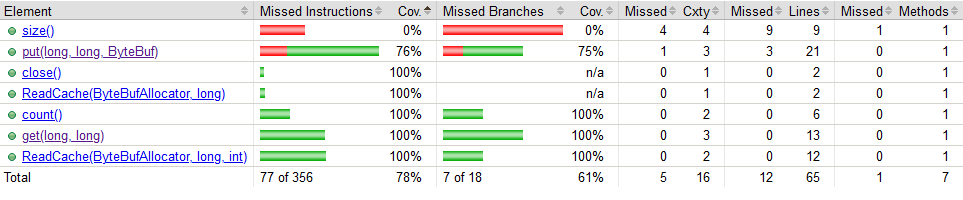 Element Missed Instructions Cov. Missed Branches Cov. Missed Cxty Missed Lines Missed Methods
size() 0% 0% 4 4 9 9 1 1
put(long, long, ByteBuf) 76% 75% 1 3 3 21 0 1
close() 100% n/a 0 1 0 2 0 1
ReadCache(ByteBufAllocator, long) 100% n/a 0 1 0 2 0 1
count() 100% 100% 0 2 0 6 0 1
get(long, long) 100% 100% 0 3 0 13 0 1
ReadCache(ByteBufAllocator, long, int) 100% 100% 0 2 0 12 0 1
Total 77 of 356 78% 7 of 18 61% 5 16 12 65 1 7